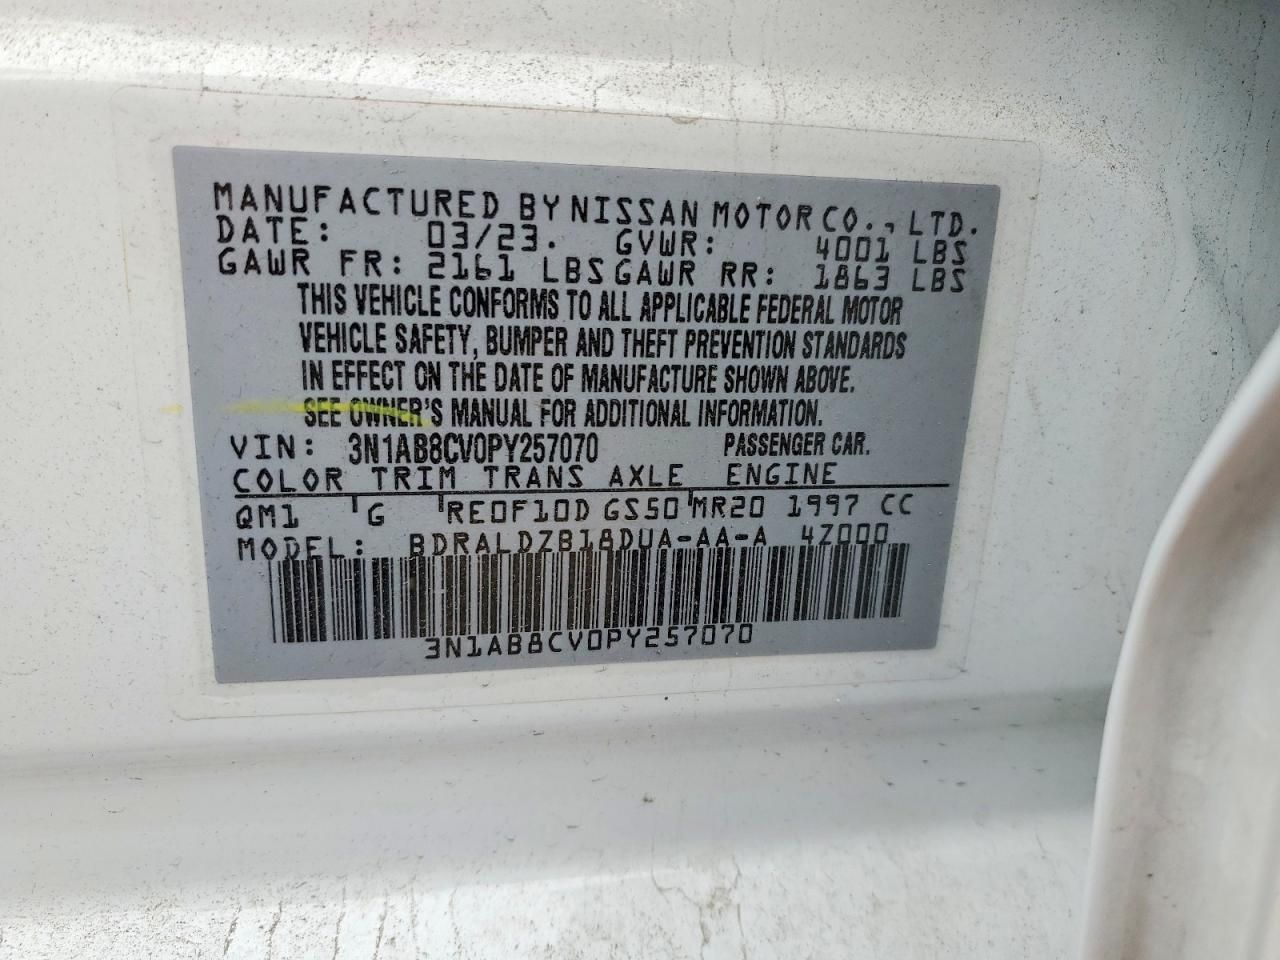 MANUFACTURED BY NISSAN MOTOR CO., LTD.
DATE: 03/23. GVWR: 4001 LBS
GAWR FR: 2161 LBS GAWR RR: 1863 LBS
THIS VEHICLE CONFORMS TO ALL APPLICABLE FEDERAL MOTOR
VEHICLE SAFETY, BUMPER AND THEFT PREVENTION STANDARDS
IN EFFECT ON THE DATE OF MANUFACTURE SHOWN ABOVE.
SEE OWNER'S MANUAL FOR ADDITIONAL INFORMATION.
VIN: 3N1AB8CV0PY257070 PASSENGER CAR.
COLOR TRIM TRANS AXLE ENGINE
QM1 G RE0F10D GS50 MR20 1997 CC
MODEL: BDRALDZB18DUA-AA-A 4Z000
3N1AB8CV0PY257070